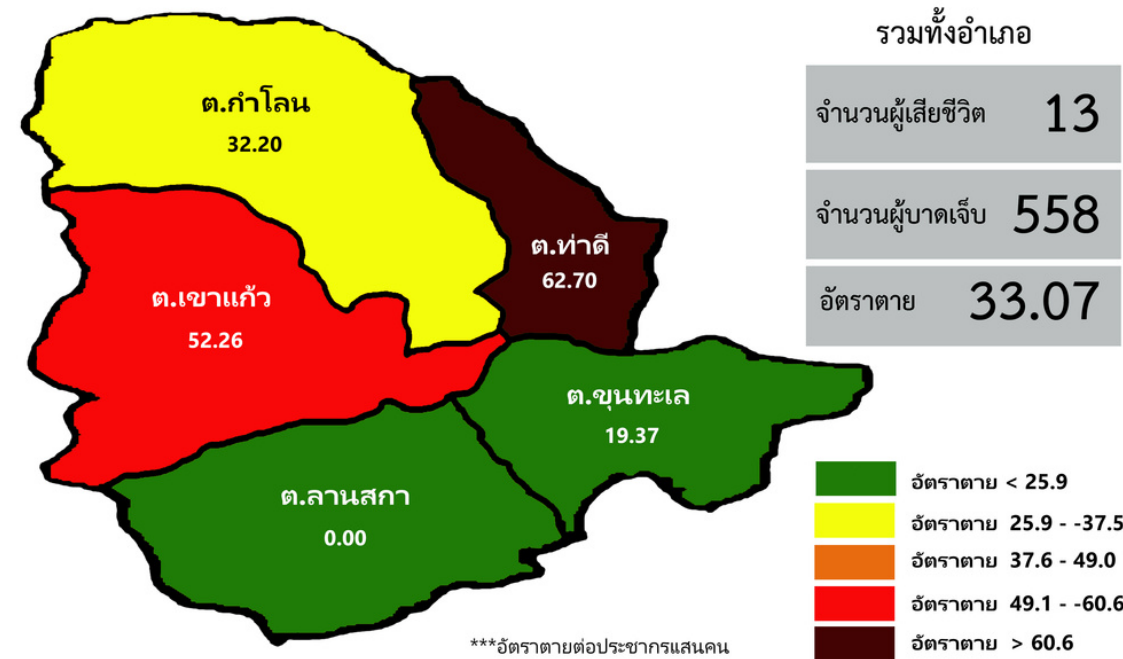 รวมทั้งอำเภอ
จำนวนผู้เสียชีวิต 13
จำนวนผู้บาดเจ็บ 558
อัตราตาย 33.07
ต.กำโลน
32.20
ต.ท่าดี
62.70
ต.เขาแก้ว
52.26
ต.ขุนทะเล
19.37
ต.ลานสกา
0.00
อัตราตาย < 25.9
อัตราตาย 25.9 - -37.5
อัตราตาย 37.6 - 49.0
อัตราตาย 49.1 - -60.6
อัตราตาย > 60.6
***อัตราตายต่อประชากรแสนคน